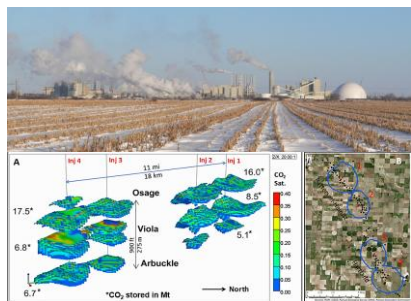 Inj 4
Inj 3
Inj 2
Inj 1
A
11 mi
18 km
16.0*
8.5*
5.1*
17.5*
6.8*
6.7*
Osage
Viola
Arbuckle
900 ft
275 m
North
*CO2 stored in Mt
CO2
Sat.
0.40
0.35
0.30
0.25
0.20
0.15
0.10
0.05
0.00
B